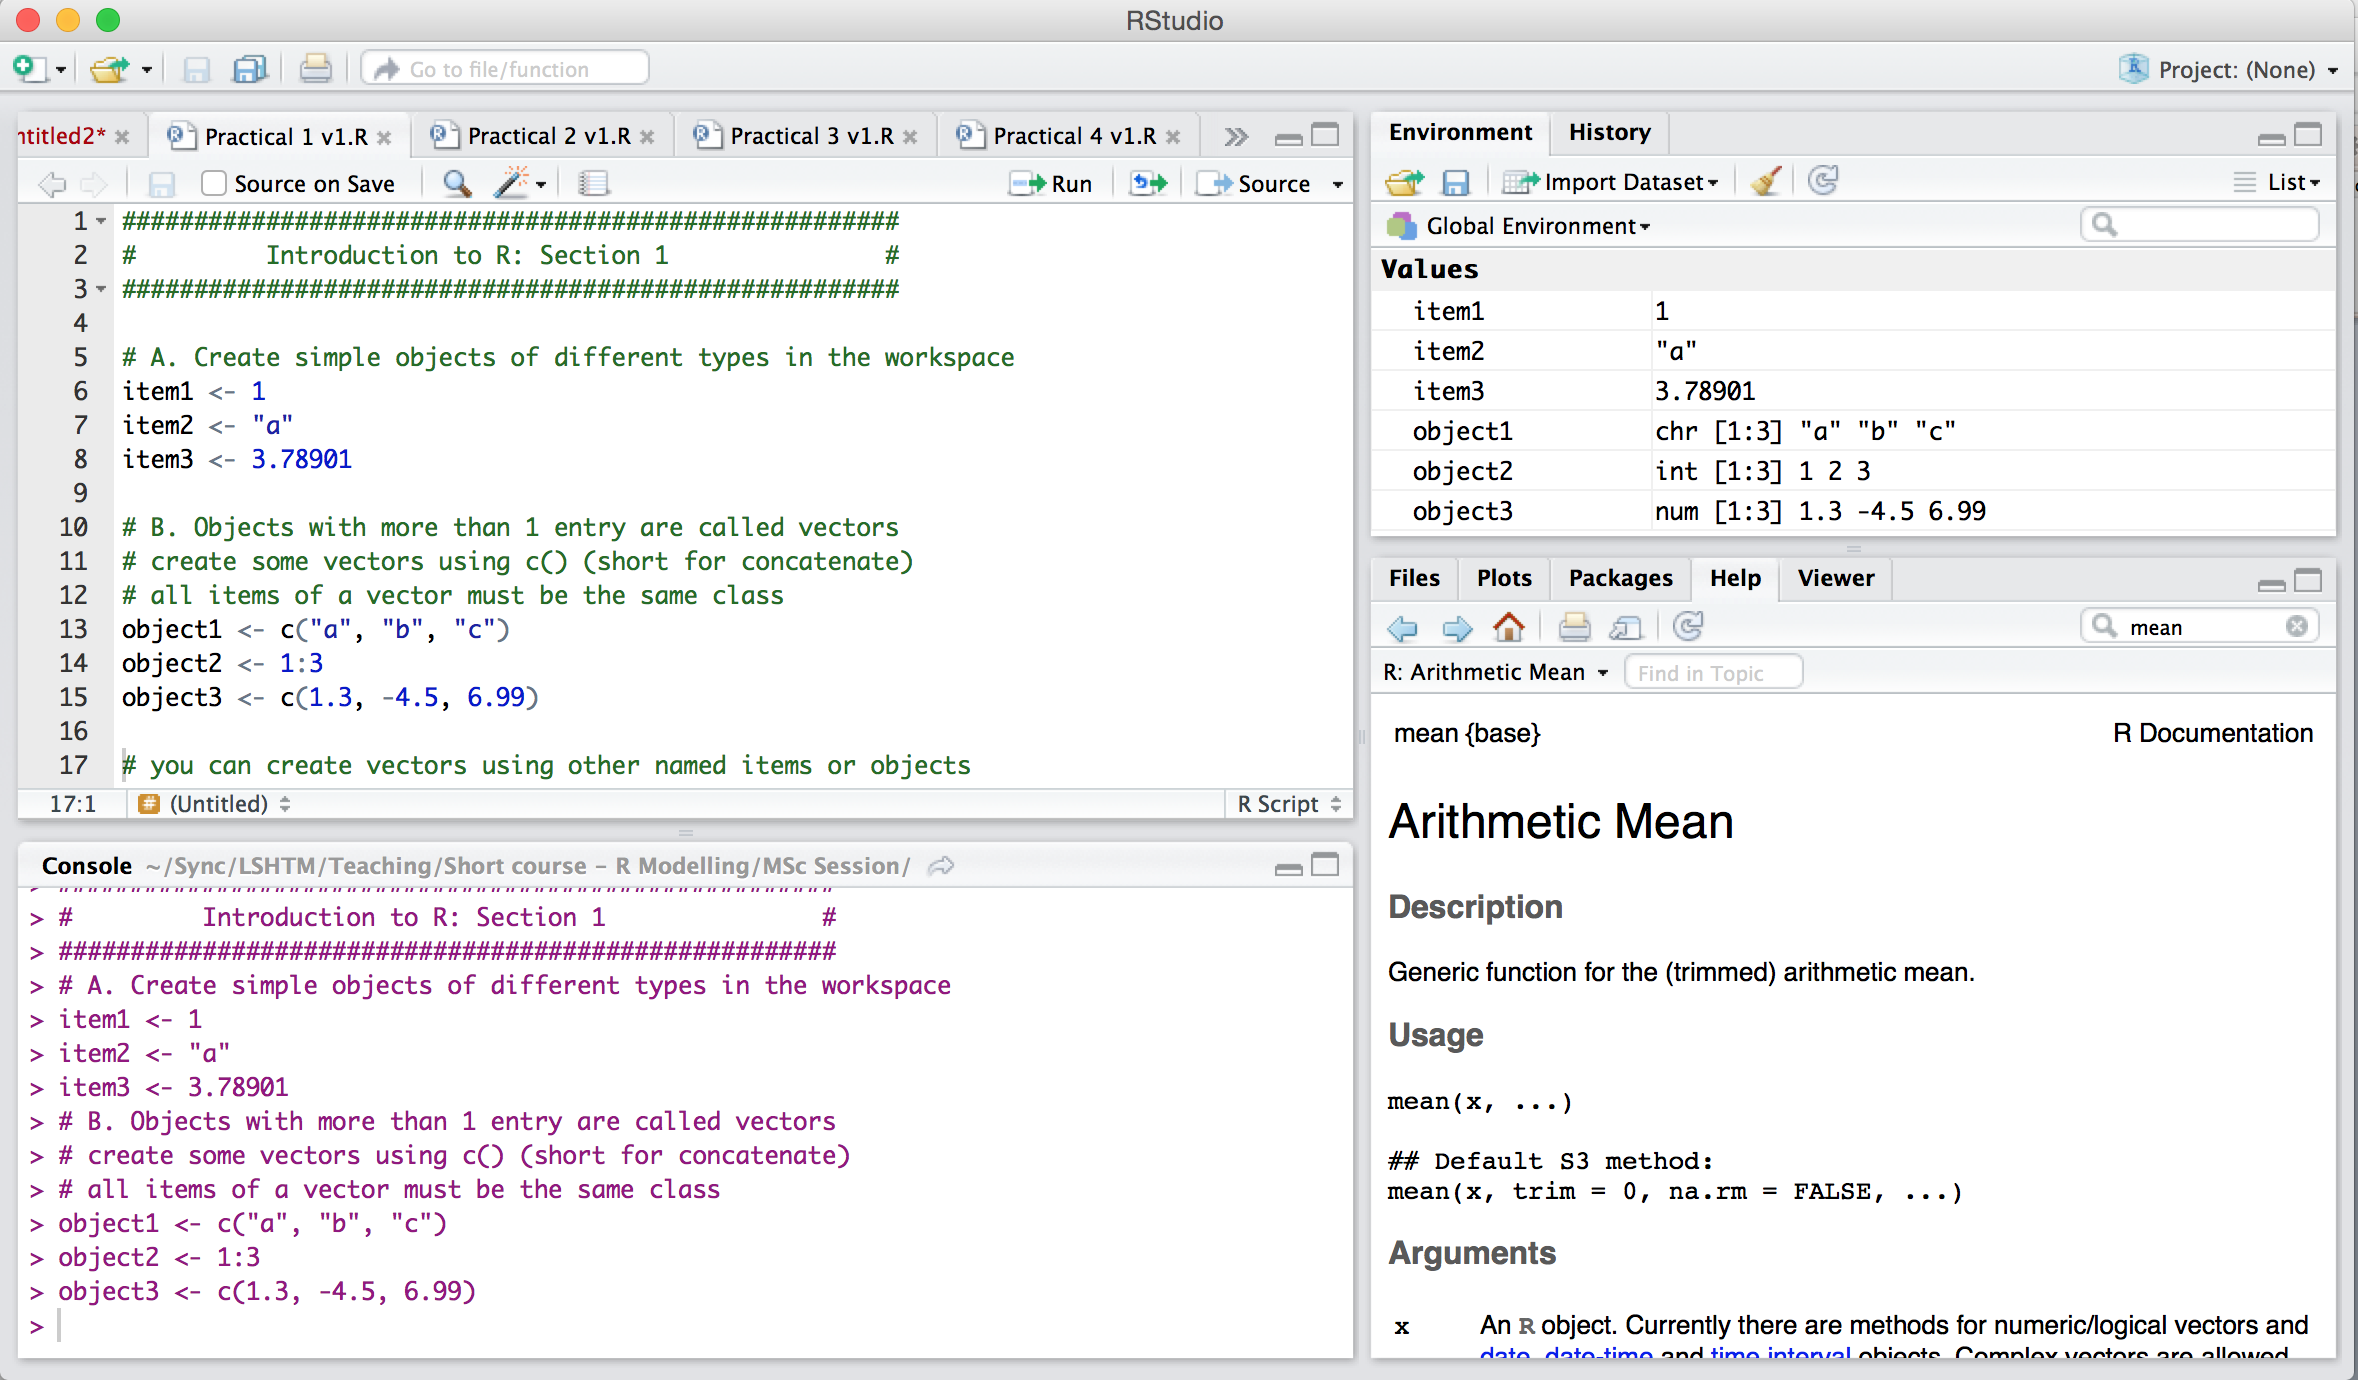 RStudio
Go to file/function
Project: (None)
ntitled2*
Practical 1 v1.R
Practical 2 v1.R
Practical 3 v1.R
Practical 4 v1.R
Source on Save
Run
Source
1 ######################################################
2 #         Introduction to R: Section 1               #
3 ######################################################
4
5 # A. Create simple objects of different types in the workspace
6 item1 <- 1
7 item2 <- "a"
8 item3 <- 3.78901
9
10 # B. Objects with more than 1 entry are called vectors
11 # create some vectors using c() (short for concatenate)
12 # all items of a vector must be the same class
13 object1 <- c("a", "b", "c")
14 object2 <- 1:3
15 object3 <- c(1.3, -4.5, 6.99)
16
17 # you can create vectors using other named items or objects
17:1 (Untitled) R Script
Console ~/Sync/LSHTM/Teaching/Short course – R Modelling/MSc Session/
> #         Introduction to R: Section 1               #
> ######################################################
> # A. Create simple objects of different types in the workspace
> item1 <- 1
> item2 <- "a"
> item3 <- 3.78901
> # B. Objects with more than 1 entry are called vectors
> # create some vectors using c() (short for concatenate)
> # all items of a vector must be the same class
> object1 <- c("a", "b", "c")
> object2 <- 1:3
> object3 <- c(1.3, -4.5, 6.99)
>
Environment History
Import Dataset
List
Global Environment
Values
item1 1
item2 "a"
item3 3.78901
object1 chr [1:3] "a" "b" "c"
object2 int [1:3] 1 2 3
object3 num [1:3] 1.3 -4.5 6.99
Files Plots Packages Help Viewer
mean
R: Arithmetic Mean
Find in Topic
mean {base} R Documentation
Arithmetic Mean
Description
Generic function for the (trimmed) arithmetic mean.
Usage
mean(x, ...)
## Default S3 method:
mean(x, trim = 0, na.rm = FALSE, ...)
Arguments
x An R object. Currently there are methods for numeric/logical vectors and
date, date-time and time interval objects. Complex vectors are allowed